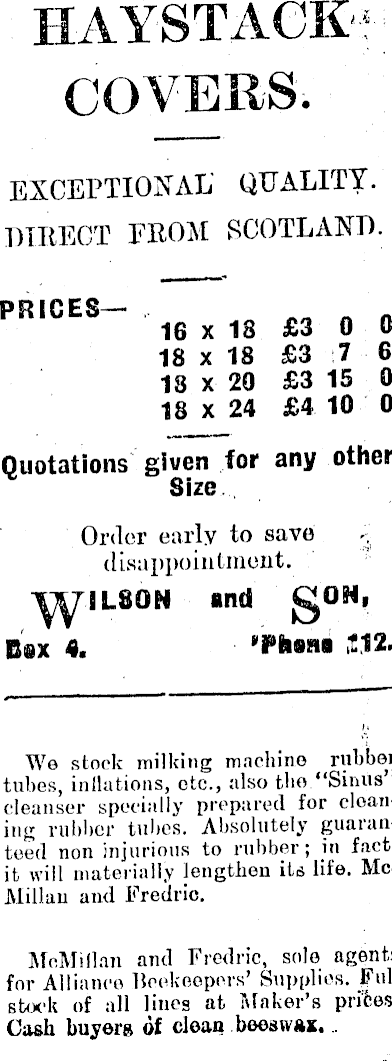 HAYSTACK
COVERS.
EXCEPTIONAL QUALITY.
DIRECT FROM SCOTLAND.
PRICES—
16 x 18 £3 0 0
18 x 18 £3 7 6
18 x 20 £3 15 0
18 x 24 £4 10 0
Quotations given for any other
Size
Order early to save
disappointment.
WILSON and SON,
Box 4. 'Phone 112.
We stock milking machine rubber
tubes, inflations, etc., also the "Sinus"
cleanser specially prepared for clean-
ing rubber tubes. Absolutely guaran-
teed non injurious to rubber; in fact
it will materially lengthen its life. Mc-
Millan and Fredric.
McMillan and Fredric, sole agents
for Alliance Beekeepers' Supplies. Full
stock of all lines at Maker's prices
Cash buyers of clean beeswax.